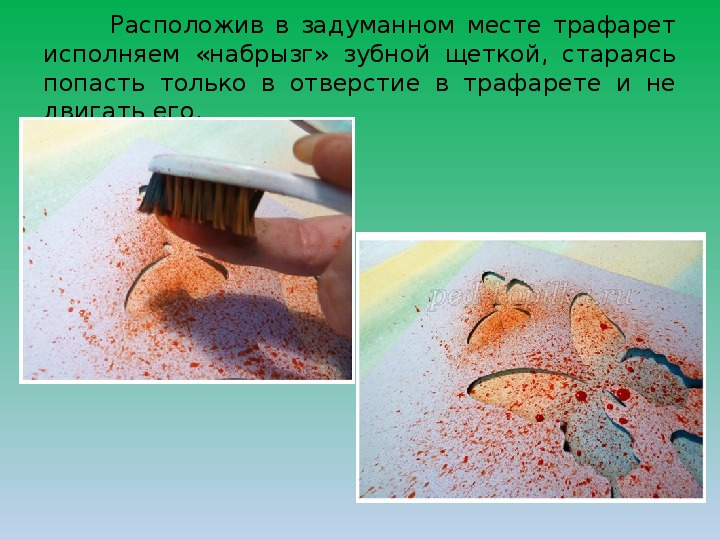 Расположив в задуманном месте трафарет
исполняем «набрызг» зубной щеткой, стараясь
попасть только в отверстие в трафарете и не
двигать его.